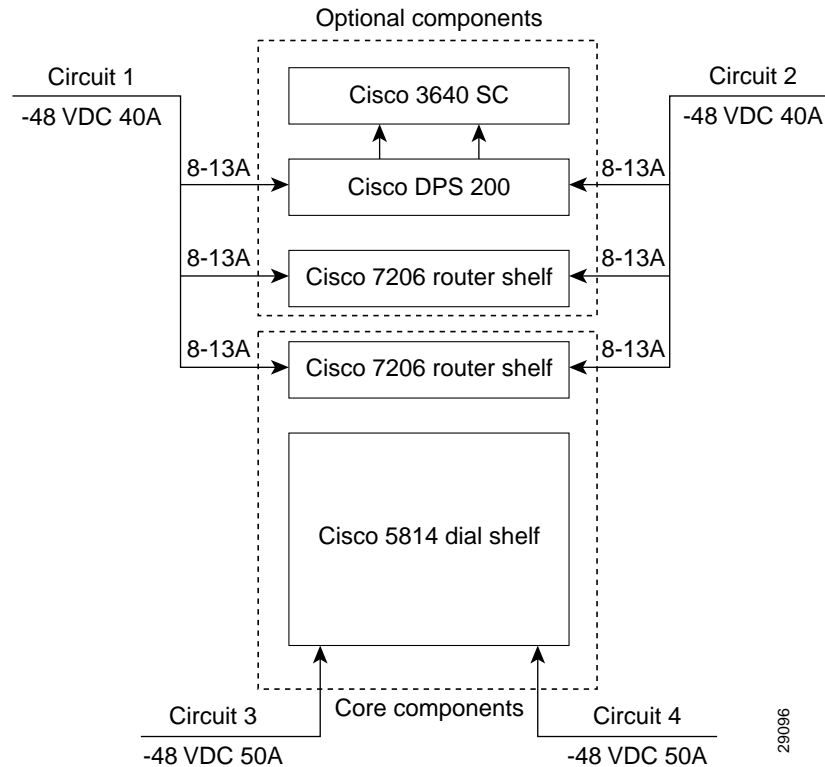 Optional components
Circuit 1
Circuit 2
-48 VDC 40A
-48 VDC 40A
Cisco 3640 SC
8-13A
Cisco DPS 200
8-13A
8-13A
Cisco 7206 router shelf
8-13A
8-13A
Cisco 7206 router shelf
8-13A
Cisco 5814 dial shelf
Circuit 3
Core components
Circuit 4
-48 VDC 50A
-48 VDC 50A
29096